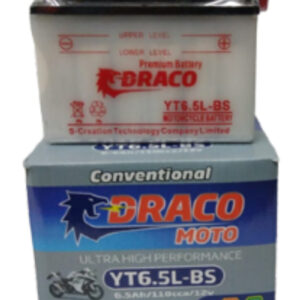 UPPER LEVEL
LOWER LEVEL
Premium Battery
DRACO
YT6.5L-BS
MOTORCYCLE BATTERY
S-Creation Technology Company Limited
Conventional
DRACO
MOTO
ULTRA HIGH PERFORMANCE
YT6.5L-BS
6.5Ah/110cca/12v